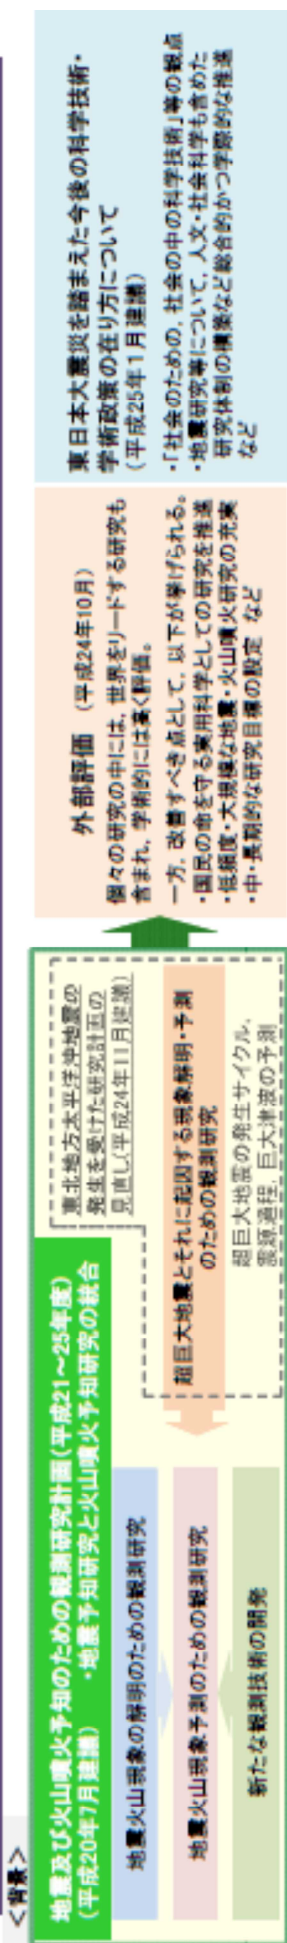 ＜背景＞
地震及び火山噴火予知のための観測研究計画(平成21～25年度)
(平成20年7月建議)　・地震予知研究と火山噴火予知研究の統合
地震火山現象の解明のための観測研究
地震火山現象予測のための観測研究
新たな観測技術の開発
東北地方太平洋沖地震の
発生を受けた研究計画の
見直し(平成24年11月建議)
超巨大地震とそれに起因する現象解明・予測
のための観測研究
超巨大地震の発生サイクル、
震源過程、巨大津波の予測
外部評価　(平成24年10月)
個々の研究の中には、世界をリードする研究も
含まれ、学術的には高く評価。
一方、改善すべき点として、以下が挙げられる。
・国民の命を守る実用科学としての研究を推進
・低頻度・大規模な地震・火山噴火研究の充実
・中・長期的な研究目標の設定　など
東日本大震災を踏まえた今後の科学技術・
学術政策の在り方について
(平成25年1月建議)
・「社会のための、社会の中の科学技術」等の観点
・地震研究等について、人文・社会科学も含めた
研究体制の構築など総合的かつ学際的な推進
など